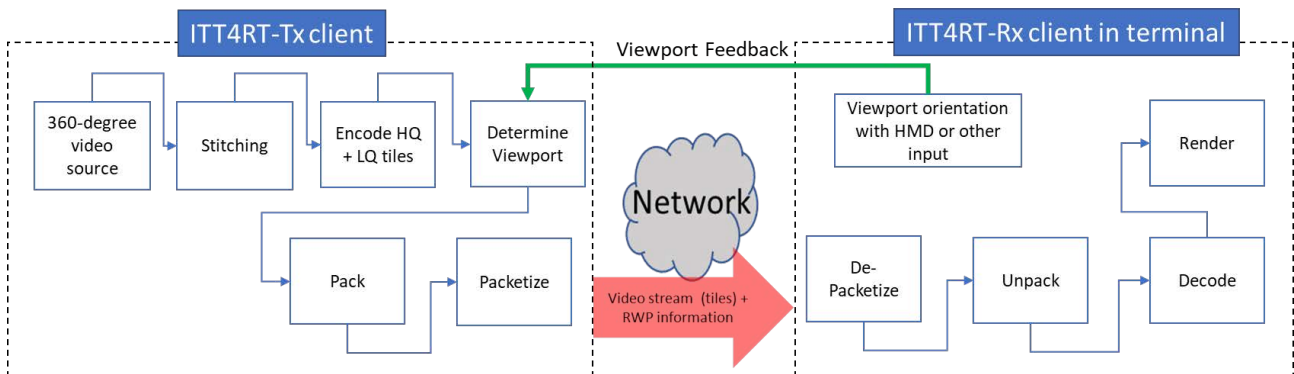 ITT4RT-Tx client
Viewport Feedback
ITT4RT-Rx client in terminal
360-degree
video
source
Stitching
Encode HQ
+ LQ tiles
Determine
Viewport
Viewport orientation
with HMD or other
input
Render
Network
Pack
Packetize
Video stream (tiles) +
RWP information
De-
Packetize
Unpack
Decode